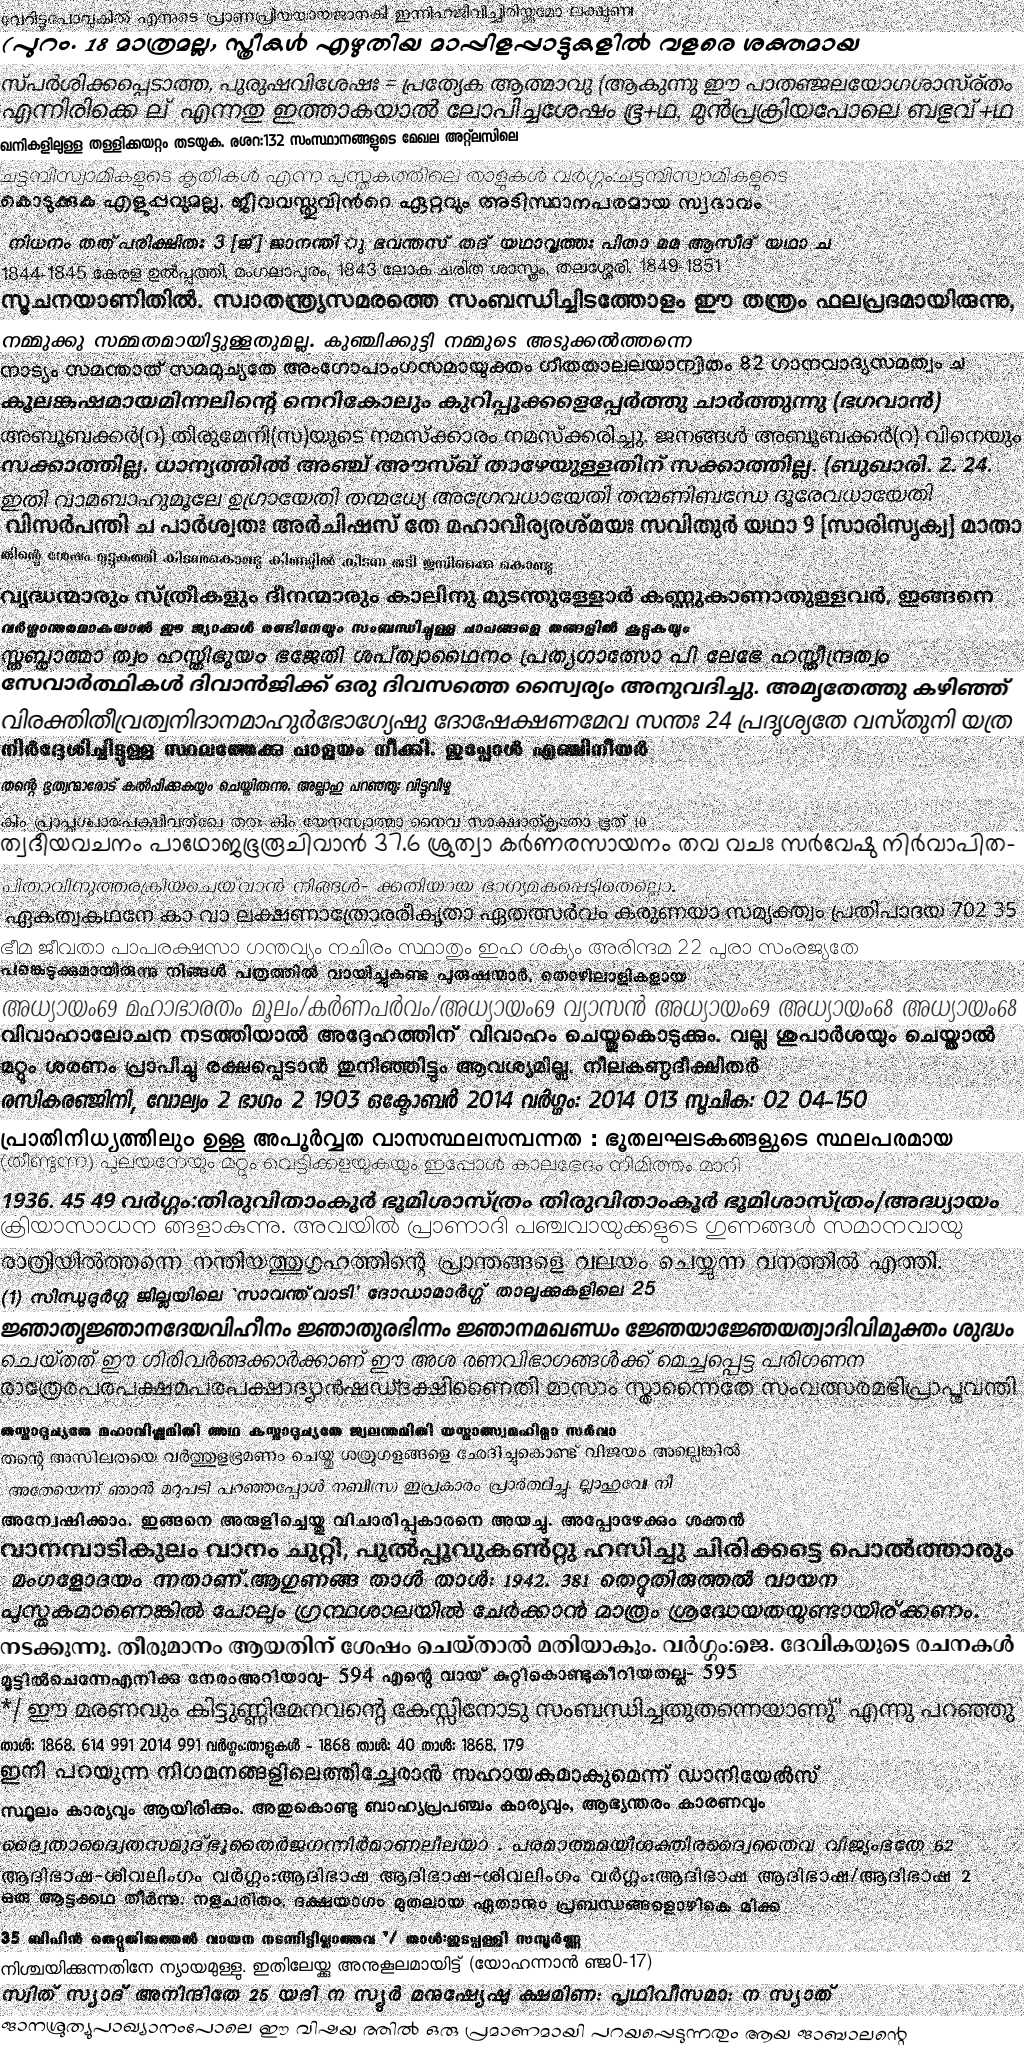 വേറിട്ടുപോവുകിൽ എന്നുടെ പ്രാണപ്രിയയായജാനകി ഇന്നിഹജീവിച്ചിരിയ്ക്കുമോ ലക്ഷ്മണ
(പുറം. 18 മാത്രമല്ല, സ്ത്രീകൾ എഴുതിയ മാപ്പിളപ്പാട്ടുകളിൽ വളരെ ശക്തമായ
സ്പർശിക്കപ്പെടാത്ത, പുരുഷവിശേഷഃ = പ്രത്യേക ആത്മാവു (ആകുന്നു ഈ പാതഞ്ജലയോഗശാസ്ര്തം
എന്നിരിക്കെ ല് എന്നതു ഇത്താകയാൽ ലോപിച്ചശേഷം ഭൂ+ഥ, മുൻപ്രക്രിയപോലെ ബഭുവ്+ഥ
ഖനികളിലുള്ള തള്ളിക്കയറ്റം തടയുക. രശറ:132 സംസ്ഥാനങ്ങളുടെ മേഖല അറ്റ്ലസിലെ
ചട്ടമ്പിസ്വാമികളുടെ കൃതികൾ എന്ന പുസ്തകത്തിലെ താളുകൾ വർഗ്ഗം:ചട്ടമ്പിസ്വാമികളുടെ
കൊടുക്കുക എളുപ്പവുമല്ല. ജീവവസ്തുവിൻറെ ഏറ്റവും അടിസ്ഥാനപരമായ സ്വഭാവം
നിധനം തത് പരിക്ഷിതഃ 3 [ജ്] ജാനന്തി ു ഭവന്തസ് തദ് യഥാവൃത്തഃ പിതാ മമ ആസീദ് യഥാ ച
1844-1845 കേരള ഉൽപ്പത്തി, മംഗലാപുരം, 1843 ലോക ചരിത ശാസ്ത്രം, തലശ്ശേരി, 1849-1851
സൂചനയാണിതിൽ. സ്വാതന്ത്ര്യസമരത്തെ സംബന്ധിച്ചിടത്തോളം ഈ തന്ത്രം ഫലപ്രദമായിരുന്നു,
നമ്മുക്കു സമ്മതമായിട്ടുള്ളതുമല്ല. കുഞ്ചിക്കുട്ടി നമ്മുടെ അടുക്കൽത്തന്നെ
നാട്യം സമന്താത് സമമുച്യതേ അംഗോപാംഗസമായുക്തം ഗീതതാലലയാന്വിതം 82 ഗാനവാദ്യസമത്വം ച
കൂലങ്കഷമായമിന്നലിന്റെ നെറികോലും കുറിപ്പൂക്കളെപ്പേർത്തു ചാർത്തുന്നു (ഭഗവാൻ)
അബൂബക്കർ(റ) തിരുമേനി(സ)യുടെ നമസ്ക്കാരം നമസ്ക്കരിച്ചു. ജനങ്ങൾ അബൂബക്കർ(റ) വിനെയും
സക്കാത്തില്ല. ധാന്യത്തിൽ അഞ്ച് അൗസ്ഖ് താഴേയുള്ളതിന് സക്കാത്തില്ല. (ബുഖാരി. 2. 24.
ഇതി വാമബാഹുമൂലേ ഉഗ്രായേതി തന്മധ്യേ അഗ്രേവധായേതി തന്മണിബന്ധേ ദൂരേവധായേതി
വിസർപന്തി ച പാർശ്വതഃ അർചിഷസ് തേ മഹാവീര്യരശ്മയഃ സവിതുർ യഥാ 9 [സാരിസൃക്വ] മാതാ
തിന്റെ ശേഷം മുട്ടുകുത്തി കിടന്നുകൊണ്ടു കിണറ്റിൽ കിടന്ന തടി തുമ്പിക്കൈ കൊണ്ടു
വൃദ്ധന്മാരും സ്ത്രീകളും ദീനന്മാരും കാലിനു മുടന്തുള്ളോർ കണ്ണുകാണാതുള്ളവർ, ഇങ്ങനെ
വർണ്ണാന്തരമാകയാൽ ഈ ജ്യാക്കൾ രണ്ടിനേയും സംബന്ധിച്ചുള്ള ചാപങ്ങളെ തങ്ങളിൽ കൂട്ടുകയും
സ്തബ്ധാത്മാ ത്വം ഹസ്തിഭൂയം ഭജേതി ശപ്ത്വാഥൈനം പ്രത്യഗാത്സോ പി ലേഭേ ഹസ്തീന്ദ്രത്വം
സേവാർത്ഥികൾ ദിവാൻജിക്ക് ഒരു ദിവസത്തെ സ്വൈര്യം അനുവദിച്ചു. അമൃതേത്തു കഴിഞ്ഞ്
വിരക്തിതീവ്രത്വനിദാനമാഹുർഭോഗ്യേഷു ദോഷേക്ഷണമേവ സന്തഃ 24 പ്രദൃശ്യതേ വസ്തുനി യത്ര
നിർദ്ദേശിച്ചിട്ടുള്ള സ്ഥലത്തേക്കു പാളയം നീക്കി. ഇപ്പോൾ എഞ്ചിനീയർ
തന്റെ ഭൃത്യന്മാരോട് കൽപിക്കുകയും ചെയ്തിരുന്നു. അല്ലാഹു പറഞ്ഞു: വിട്ടുവീഴ്ച
കിം പ്രാപ്തശ്ചാരപേക്ഷിവത്ഖേ തതഃ കിം യേനസ്വാത്മാ നൈവ സാക്ഷാത്കൃതോ ഭൂത് 10
ത്വദീയവചനം പാഥോജഭൂരൂചിവാൻ 37.6 ശ്രുത്വാ കർണരസായനം തവ വചഃ സർവേഷു നിർവാപിത-
പിതാവിനുത്തരക്രിയചെയ്‌വാൻ നിങ്ങൾ- ക്കതിയായ ഭാഗ്യമകപ്പെട്ടിതെല്ലൊ.
ഏകത്വകഥനേ കാ വാ ലക്ഷണാത്രോരരീകൃതാ ഏതത്സർവം കരുണയാ സമ്യക്ത്വം പ്രതിപാദയ 702 35
ഭീമ ജീവതാ പാപരക്ഷസാ ഗന്തവ്യം നചിരം സ്ഥാതും ഇഹ ശക്യം അരിന്ദമ 22 പുരാ സംരജ്യതേ
പങ്കെടുക്കുമായിരുന്നു നിങ്ങൾ പത്രത്തിൽ വായിച്ചുകണ്ട പുരുഷന്മാർ, തൊഴിലാളികളായ
അധ്യായം69 മഹാഭാരതം മൂലം/കർണപർവം/അധ്യായം69 വ്യാസൻ അധ്യായം69 അധ്യായം68 അധ്യായം68
വിവാഹാലോചന നടത്തിയാൽ അദ്ദേഹത്തിന് വിവാഹം ചെയ്തുകൊടുക്കും. വല്ല ശുപാർശയും ചെയ്താൽ
മറ്റും ശരണം പ്രാപിച്ചു രക്ഷപ്പെടാൻ തുനിഞ്ഞിട്ടും ആവശ്യമില്ല. നീലകണ്ഠദീക്ഷിതർ
രസികരഞ്ജിനി, വോല്യം 2 ഭാഗം 2 1903 ഒക്ടോബർ 2014 വർഗ്ഗം: 2014 013 സൂചിക: 02 04-150
പ്രാതിനിധ്യത്തിലും ഉള്ള അപൂർവ്വത വാസസ്ഥലസമ്പന്നത : ഭൂതലഘടകങ്ങളുടെ സ്ഥലപരമായ
(തീണ്ടുന്ന) പുലയനേയും മറ്റും വെട്ടിക്കളയുകയും ഇപ്പോൾ കാലഭേദം നിമിത്തം മാറി
1936. 45 49 വർഗ്ഗം:തിരുവിതാംകൂർ ഭൂമിശാസ്ത്രം തിരുവിതാംകൂർ ഭൂമിശാസ്ത്രം/അദ്ധ്യായം
ക്രിയാസാധന ങ്ങളാകുന്നു. അവയിൽ പ്രാണാദി പഞ്ചവായുക്കളുടെ ഗുണങ്ങൾ സമാനവായു
രാത്രിയിൽത്തന്നെ നന്തിയത്തുഗൃഹത്തിന്റെ പ്രാന്തങ്ങളെ വലയം ചെയ്യുന്ന വനത്തിൽ എത്തി.
(1) സിന്ധുദുർഗ്ഗ ജില്ലയിലെ 'സാവന്ത്‌വാടി' ദോഡാമാർഗ്ഗ് താലൂക്കുകളിലെ 25
ജ്ഞാതൃജ്ഞാനദേയവിഹീനം ജ്ഞാതുരഭിന്നം ജ്ഞാനമഖണ്ഡം ജ്ഞേയാജ്ഞേയത്വാദിവിമുക്തം ശുദ്ധം
ചെയ്തത് ഈ ഗിരിവർങ്ങക്കാർക്കാണ് ഈ അശ രണവിഭാഗങ്ങൾക്ക് മെച്ചപ്പെട്ട പരിഗണന
രാത്രേരപരപക്ഷമപരപക്ഷാദ്യാൻഷഡ്ദക്ഷിണൈതി മാസാം സ്താന്നൈതേ സംവത്സരമഭിപ്രാപ്നുവന്തി
തസ്മാദുച്യതേ മഹാവിഷ്ണുമിതി അഥ കസ്മാദുച്യതേ ജ്വലന്തമിതി യസ്മാത്സ്വമഹിമ്നാ സർവാ
തന്റെ അസിലതയെ വർത്തുളഭ്രമണം ചെയ്തു ശത്രുഗളങ്ങളെ ഛേദിച്ചുകൊണ്ട് വിജയം അല്ലെങ്കിൽ
അതേയെന്ന് ഞാൻ മറുപടി പറഞ്ഞപ്പോൾ നബി(സ) ഇപ്രകാരം പ്രാർത്ഥിച്ചു. ല്ലാഹുവേ! നി
അന്വേഷിക്കാം. ഇങ്ങനെ അരുളിച്ചെയ്തു വിചാരിപ്പുകാരനെ അയച്ചു. അപ്പോഴേക്കും ശക്തൻ
വാനമ്പാടികുലം വാനം ചുറ്റി, പുൽപ്പൂവുകൺറ്റു ഹസിച്ചു ചിരിക്കട്ടെ പൊൽത്താരും
മംഗളോദയം ന്നതാണ്.ആഗുണങ്ങ താൾ താൾ: 1942. 381 തെറ്റുതിരുത്തൽ വായന
പുസ്തകമാണെങ്കിൽ പോലും ഗ്രന്ഥശാലയിൽ ചേർക്കാൻ മാത്രം ശ്രദ്ധേയതയുണ്ടായിര്ക്കണം.
നടക്കുന്നു. തീരുമാനം ആയതിന് ശേഷം ചെയ്താൽ മതിയാകും. വർഗ്ഗം:ജെ. ദേവികയുടെ രചനകൾ
മൂട്ടിൽചെന്നേഎനിക്കു നേരംഅറിയാവു- 594 എന്റെ വായ് കുറ്റികൊണ്ടുകീറിയതല്ല- 595
*/ ഈ മരണവും കിട്ടുണ്ണിമേനവന്റെ കേസ്സിനോടു സംബന്ധിച്ചതുതന്നെയാണു്" എന്നു പറഞ്ഞു
താൾ: 1868. 614 991 2014 991 വർഗ്ഗം:താളുകൾ - 1868 താൾ: 40 താൾ: 1868. 179
ഇനി പറയുന്ന നിഗമനങ്ങളിലെത്തിച്ചേരാൻ സഹായകമാകുമെന്ന് ഡാനിയേൽസ്
സ്ഥൂലം കാര്യവും ആയിരിക്കും. അതുകൊണ്ടു ബാഹ്യപ്രപഞ്ചം കാര്യവും, ആഭ്യന്തരം കാരണവും
ദ്വൈതാദ്വൈതസമുദ്ഭൂതൈർജഗന്നിർമാണലീലയാ . പരമാത്മമയീശക്തിരദ്വൈതൈവ വിജൃംഭതേ 62
ആദിഭാഷ-ശിവലിംഗം വർഗ്ഗം:ആദിഭാഷ ആദിഭാഷ-ശിവലിംഗം വർഗ്ഗം:ആദിഭാഷ ആദിഭാഷ/ആദിഭാഷ 2
ഒരു ആട്ടക്കഥ തീർന്നു. നളചരിതം, ദക്ഷയാഗം മുതലായ ഏതാനും പ്രബന്ധങ്ങളൊഴികെ മിക്ക
35 ബിപിൻ തെറ്റുതിരുത്തൽ വായന നടന്നിട്ടില്ലാത്തവ */ താൾ:ഇടപ്പള്ളി സമ്പൂർണ്ണ
നിശ്ചയിക്കുന്നതിനേ ന്യായമുള്ളു. ഇതിലേയ്ക്കു അനുകൂലമായിട്ട് (യോഹന്നാൻ ഞ്ജ0-17)
സ്വിത് സ്യാദ് അനിന്ദിതേ 25 യദി ന സ്യുർ മനുഷ്യേഷു ക്ഷമിണ: പൃഥിവീസമാ: ന സ്യാത്
ജാനശ്രുത്യുപാഖ്യാനംപോലെ ഈ വിഷയ ത്തിൽ ഒരു പ്രമാണമായി പറയപ്പെടുന്നതും ആയ ജാബാലന്റെ